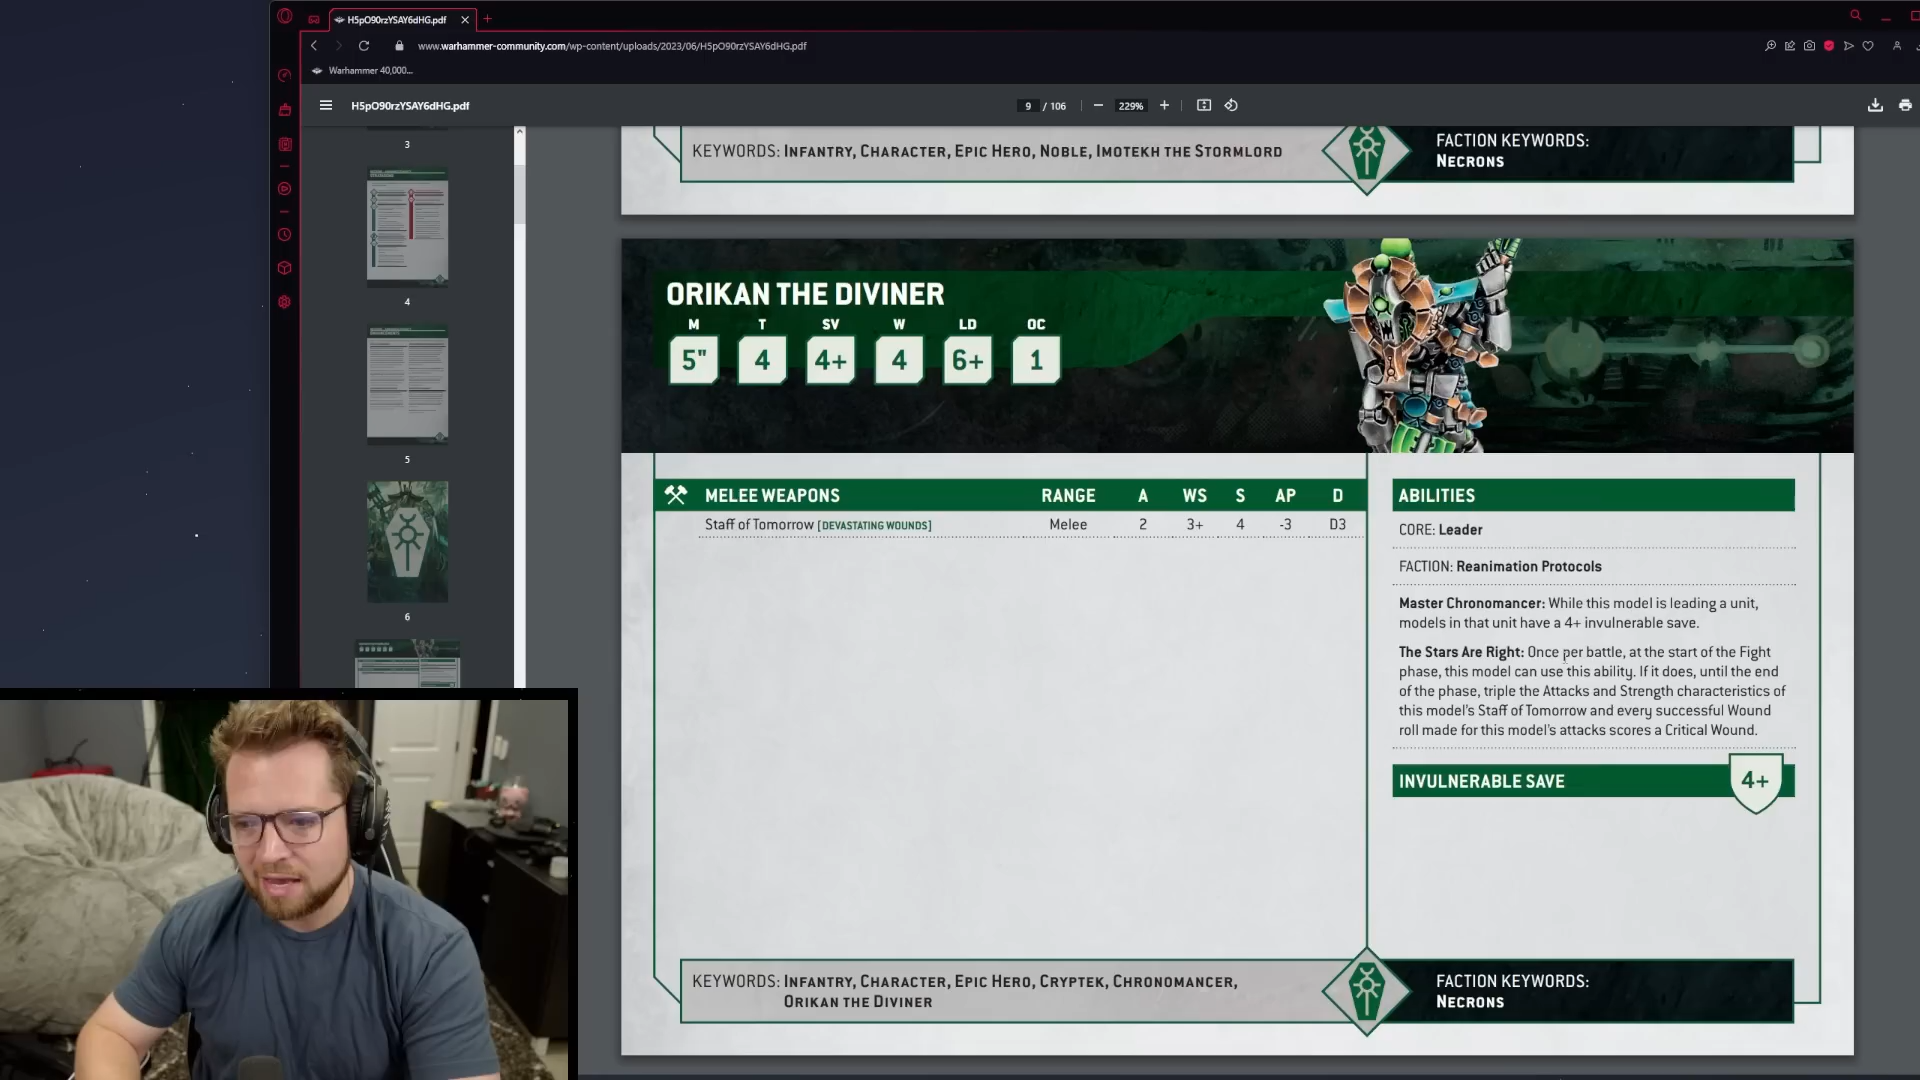 H5pO90rzYSAY6dHG.pdf
www.warhammer-community.com/wp-content/uploads/2023/06/H5pO90rzYSAY6dHG.pdf
Warhammer 40,000...
H5pO90rzYSAY6dHG.pdf
9 / 106
229%
3
4
5
6
KEYWORDS: INFANTRY, CHARACTER, EPIC HERO, NOBLE, IMOTEKH THE STORMLORD
FACTION KEYWORDS:
NECRONS
ORIKAN THE DIVINER
M T SV W LD OC
5" 4 4+ 4 6+ 1
MELEE WEAPONS RANGE A WS S AP D
Staff of Tomorrow [DEVASTATING WOUNDS] Melee 2 3+ 4 -3 D3
ABILITIES
CORE: Leader
FACTION: Reanimation Protocols
Master Chronomancer: While this model is leading a unit,
models in that unit have a 4+ invulnerable save.
The Stars Are Right: Once per battle, at the start of the Fight
phase, this model can use this ability. If it does, until the end
of the phase, triple the Attacks and Strength characteristics of
this model's Staff of Tomorrow and every successful Wound
roll made for this model's attacks scores a Critical Wound.
INVULNERABLE SAVE 4+
KEYWORDS: INFANTRY, CHARACTER, EPIC HERO, CRYPTEK, CHRONOMANCER,
ORIKAN THE DIVINER
FACTION KEYWORDS:
NECRONS